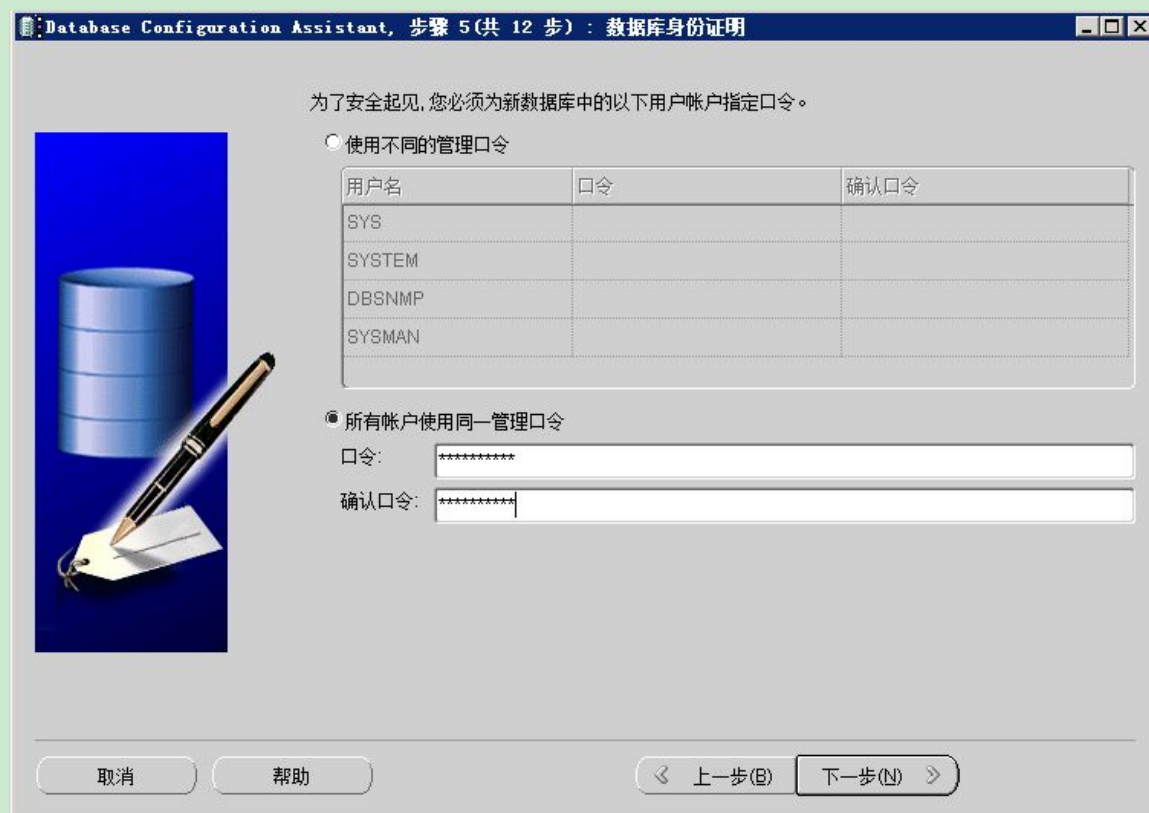 Database Configuration Assistant, 步骤 5(共 12 步) : 数据库身份证明
为了安全起见, 您必须为新数据库中的以下用户帐户指定口令。
使用不同的管理口令
用户名 口令 确认口令
SYS
SYSTEM
DBSNMP
SYSMAN
所有帐户使用同一管理口令
口令: **********
确认口令: **********
取消 帮助 上一步(B) 下一步(N)